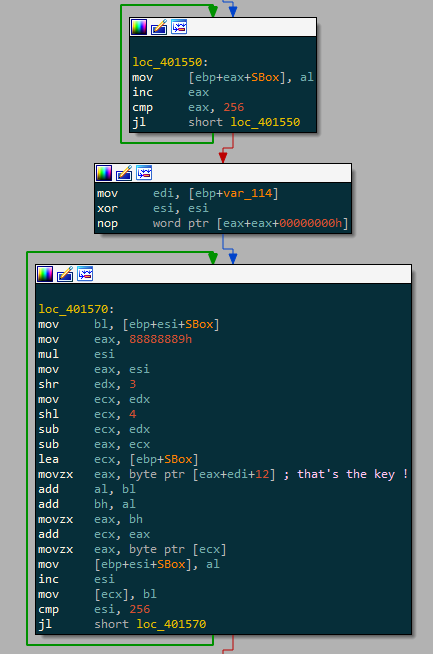 loc_401550:
mov [ebp+eax+SBox], al
inc eax
cmp eax, 256
jl short loc_401550
mov edi, [ebp+var_114]
xor esi, esi
nop word ptr [eax+eax+00000000h]
loc_401570:
mov bl, [ebp+esi+SBox]
mov eax, 88888889h
mul esi
mov eax, esi
shr edx, 3
mov ecx, edx
shl ecx, 4
sub ecx, edx
sub eax, ecx
lea ecx, [ebp+SBox]
movzx eax, byte ptr [eax+edi+12] ; that's the key !
add al, bl
add bh, al
movzx eax, bh
add ecx, eax
movzx eax, byte ptr [ecx]
mov [ebp+esi+SBox], al
inc esi
mov [ecx], bl
cmp esi, 256
jl short loc_401570